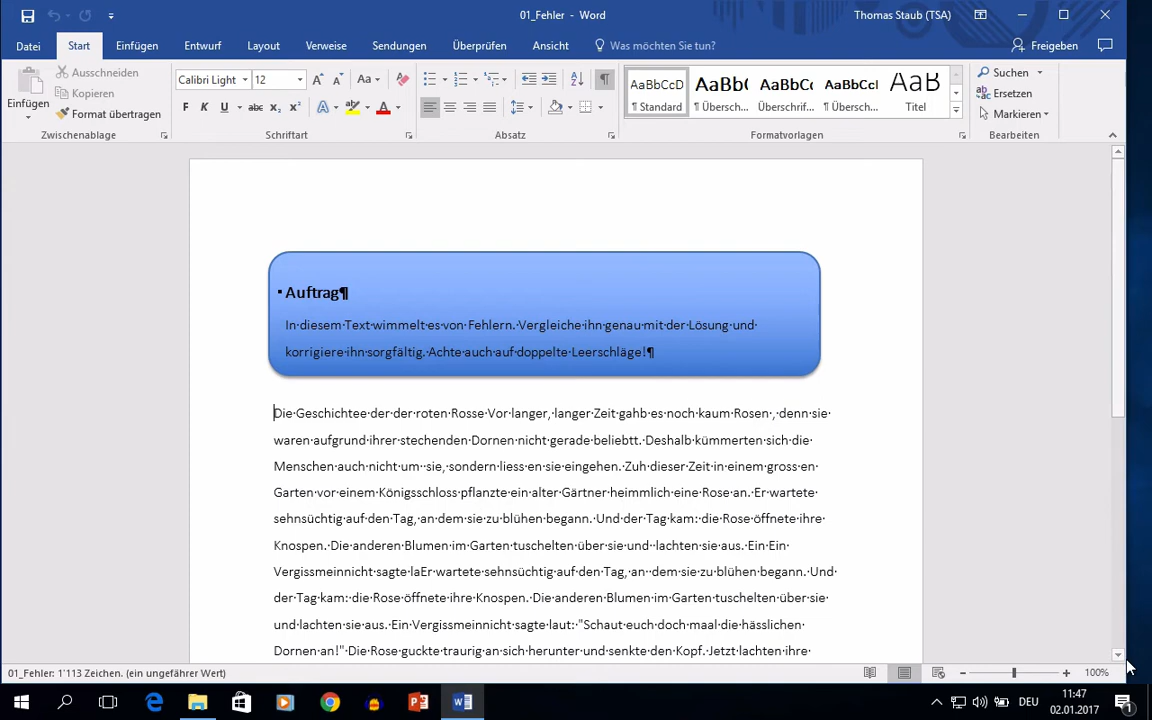 01_Fehler - Word
Thomas Staub (TSA)
Datei Start Einfügen Entwurf Layout Verweise Sendungen Überprüfen Ansicht Was möchten Sie tun? Freigeben
Einfügen
Ausschneiden
Kopieren
Format übertragen
Zwischenablage
Calibri Light 12
F K U abc x₂ x²
Schriftart
Absatz
AaBbCcD AaBbC AaBbCc AaBbCcD AaB
¶ Standard ¶ Übersch... Überschrif... ¶ Übersch... Titel
Formatvorlagen
Suchen
Ersetzen
Markieren
Bearbeiten
▪ Auftrag¶
In·diesem·Text·wimmelt·es·von·Fehlern.·Vergleiche·ihn·genau·mit·der·Lösung·und·
korrigiere·ihn·sorgfältig.·Achte·auch·auf·doppelte·Leerschläge!¶
Die·Geschichtee·der·der·roten·Rosse·Vor·langer,·langer·Zeit·gahb·es·noch·kaum·Rosen·,·denn·sie·
waren·aufgrund·ihrer·stechenden·Dornen·nicht·gerade·beliebtt.·Deshalb·kümmerten·sich·die·
Menschen·auch·nicht·um··sie,·sondern·liess·en·sie·eingehen.·Zuh·dieser·Zeit·in·einem·gross·en·
Garten·vor·einem·Königsschloss·pflanzte·ein·alter·Gärtner·heimmlich·eine·Rose·an.·Er·wartete·
sehnsüchtig·auf·den·Tag,·an·dem·sie·zu·blühen·begann.·Und·der·Tag·kam:·die·Rose·öffnete·ihre·
Knospen.·Die·anderen·Blumen·im·Garten·tuschelten·über·sie·und··lachten·sie·aus.·Ein·Ein·
Vergissmeinnicht·sagte·laEr·wartete·sehnsüchtig·auf·den·Tag,·an··dem·sie·zu·blühen·begann.·Und·
der·Tag·kam:·die·Rose·öffnete·ihre·Knospen.·Die·anderen·Blumen·im·Garten·tuschelten·über·sie·
und·lachten·sie·aus.·Ein·Vergissmeinnicht·sagte·laut:·"Schaut·euch·doch·mal·die·hässlichen·
Dornen·an!"·Die·Rose·guckte·traurig·an·sich·herunter·und·senkte·den·Kopf.·Jetzt·lachten·ihre·
01_Fehler: 1'113 Zeichen. (ein ungefährer Wert)
100%
DEU
11:47
02.01.2017
1